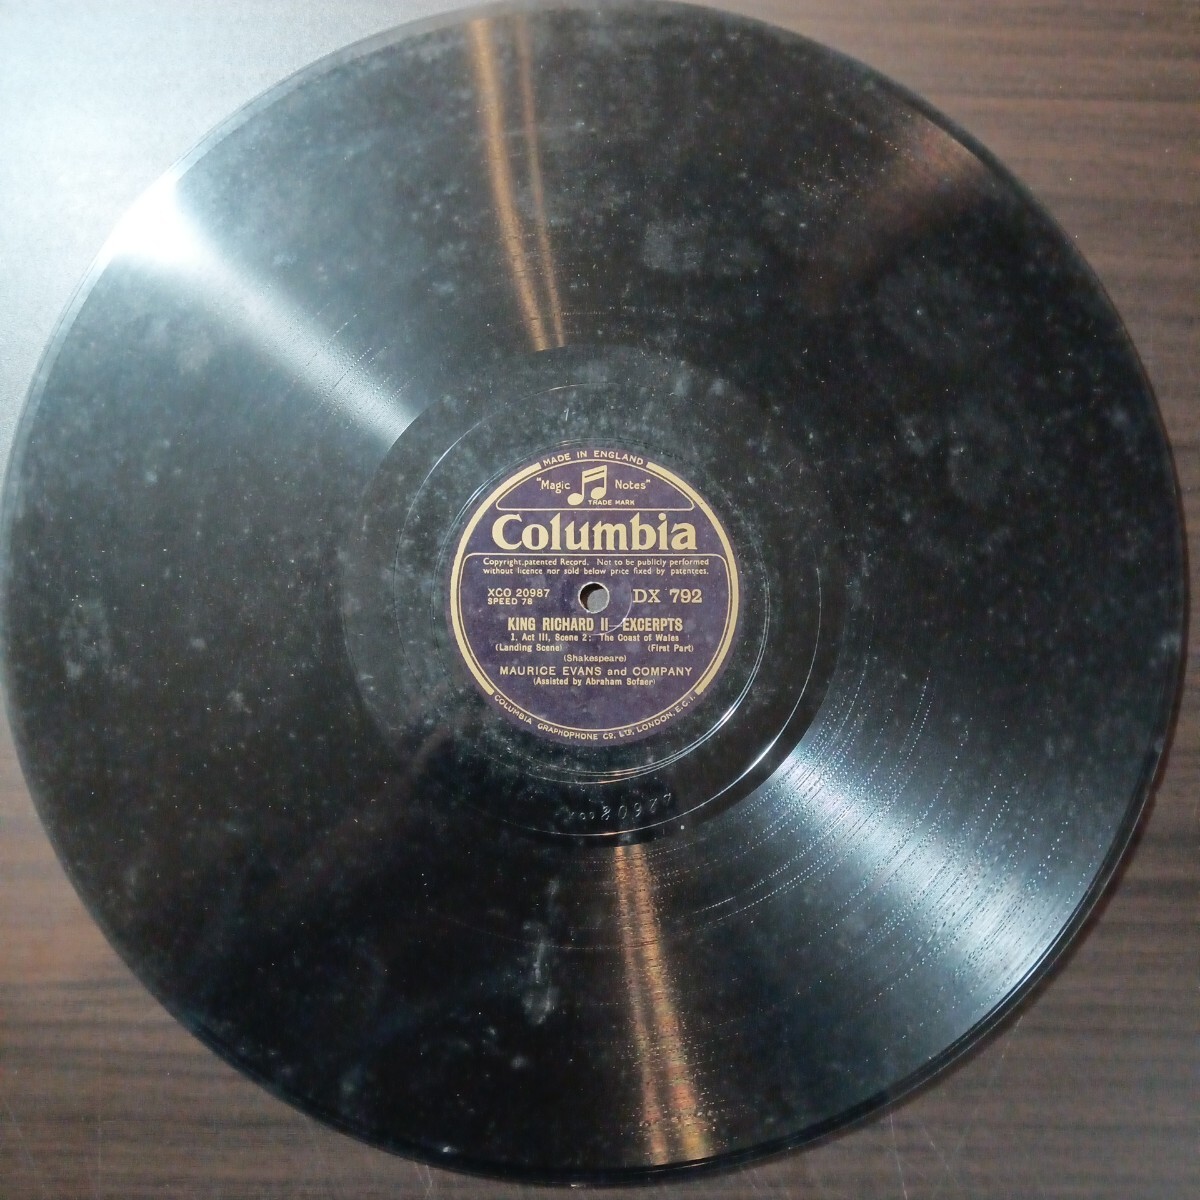 MADE IN ENGLAND
"Magic Notes"
TRADE MARK
Columbia
Copyright, patented Record. Not to be publicly performed
without licence nor sold below price fixed by patentees.
XCO 20987
SPEED 78
DX 792
KING RICHARD II—EXCERPTS
1. Act III, Scene 2: The Coast of Wales
(Landing Scene) (First Part)
(Shakespeare)
MAURICE EVANS and COMPANY
(Assisted by Abraham Sofaer)
COLUMBIA GRAPHOPHONE CO. LTD. LONDON, E.C.1.